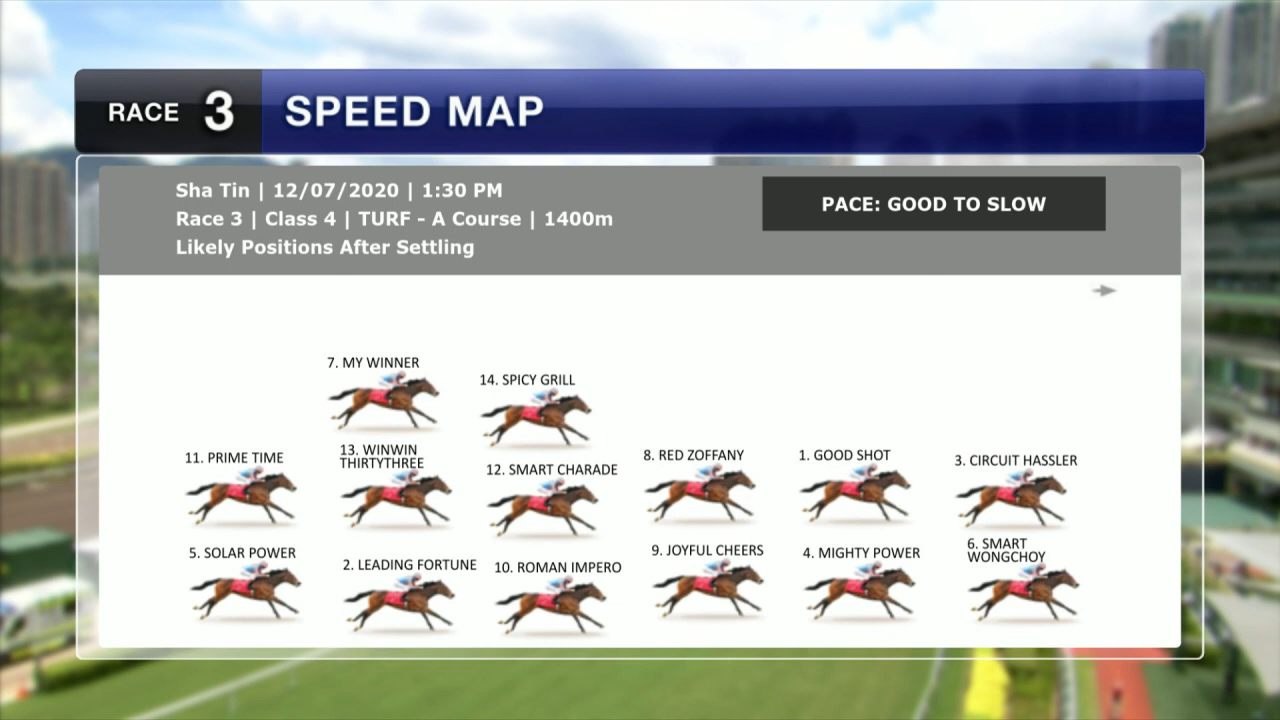 RACE 3 SPEED MAP
Sha Tin | 12/07/2020 | 1:30 PM
Race 3 | Class 4 | TURF - A Course | 1400m
Likely Positions After Settling
PACE: GOOD TO SLOW
7. MY WINNER
14. SPICY GRILL
11. PRIME TIME
13. WINWIN
THIRTYTHREE
12. SMART CHARADE
8. RED ZOFFANY
1. GOOD SHOT
3. CIRCUIT HASSLER
5. SOLAR POWER
2. LEADING FORTUNE
10. ROMAN IMPERO
9. JOYFUL CHEERS
4. MIGHTY POWER
6. SMART
WONGCHOY